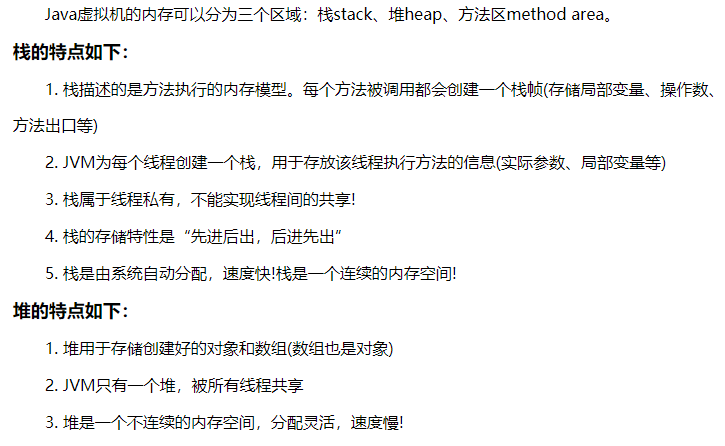 Java虚拟机的内存可以分为三个区域：栈stack、堆heap、方法区method area。
栈的特点如下：
1. 栈描述的是方法执行的内存模型。每个方法被调用都会创建一个栈帧(存储局部变量、操作数、
方法出口等)
2. JVM为每个线程创建一个栈，用于存放该线程执行方法的信息(实际参数、局部变量等)
3. 栈属于线程私有，不能实现线程间的共享!
4. 栈的存储特性是“先进后出，后进先出”
5. 栈是由系统自动分配，速度快!栈是一个连续的内存空间!
堆的特点如下：
1. 堆用于存储创建好的对象和数组(数组也是对象)
2. JVM只有一个堆，被所有线程共享
3. 堆是一个不连续的内存空间，分配灵活，速度慢!